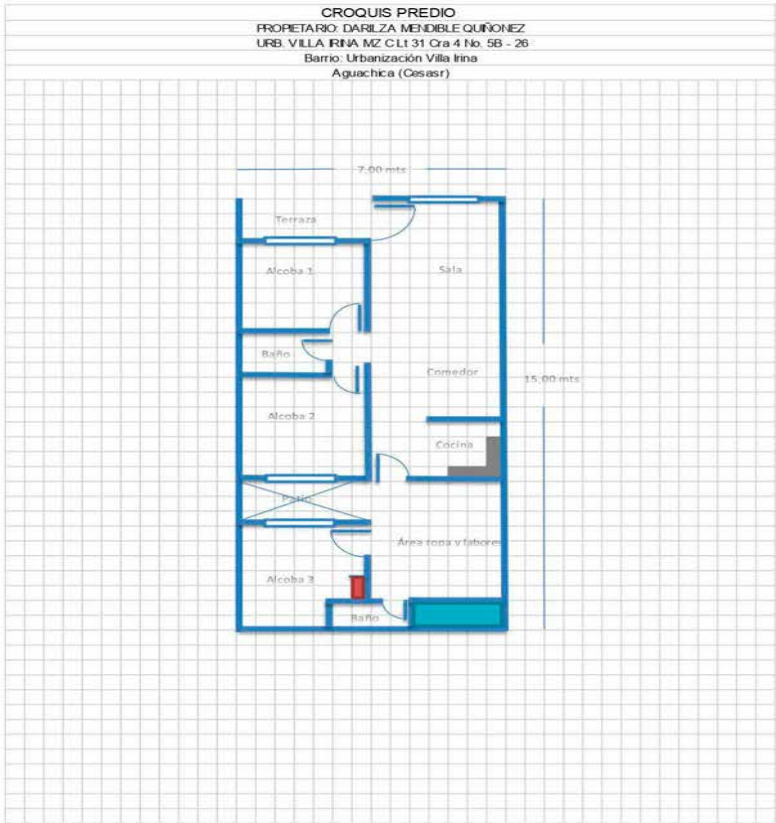 CROQUIS PREDIO
PROPIETARIO: DARILZA MENDIBLE QUIÑONEZ
URB. VILLA IRINA MZ C Lt 31 Cra 4 No. 5B - 26
Barrio: Urbanización Villa Irina
Aguachica (Cesasr)
7,00 mts
Terraza
Alcoba 1
Sala
Baño
Comedor
15,00 mts
Alcoba 2
Cocina
Patio
Área ropa y labores
Alcoba 3
Baño